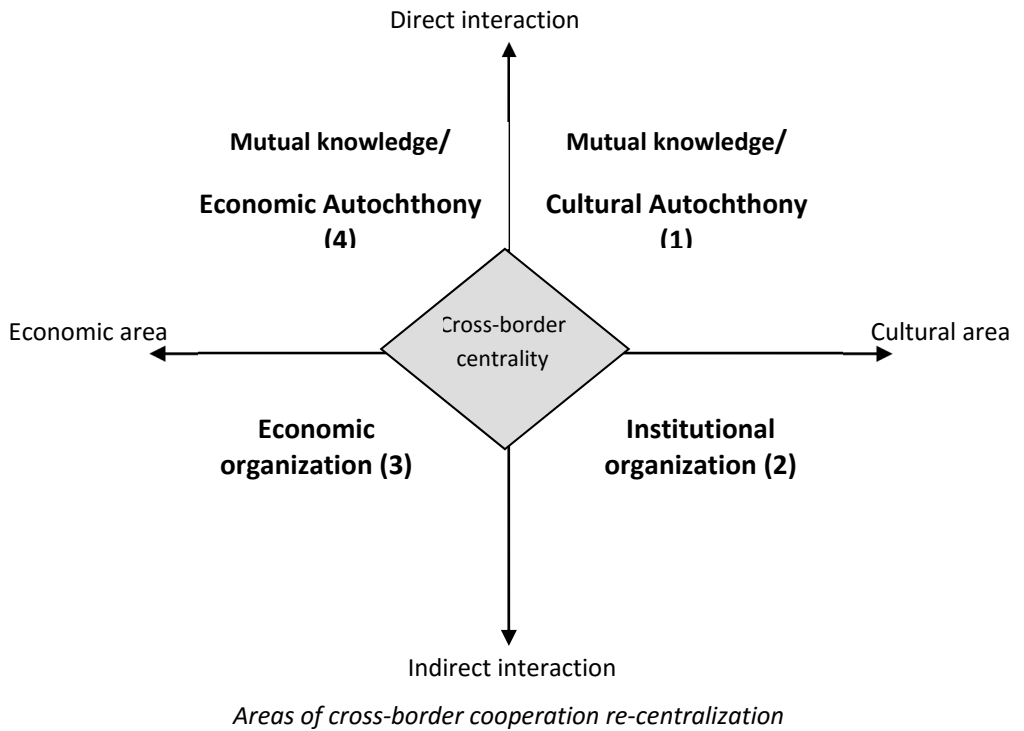 Direct interaction
Mutual knowledge/
Economic Autochthony
(4)
Mutual knowledge/
Cultural Autochthony
(1)
Economic area
Cross-border
centrality
Cultural area
Economic
organization (3)
Institutional
organization (2)
Indirect interaction
Areas of cross-border cooperation re-centralization